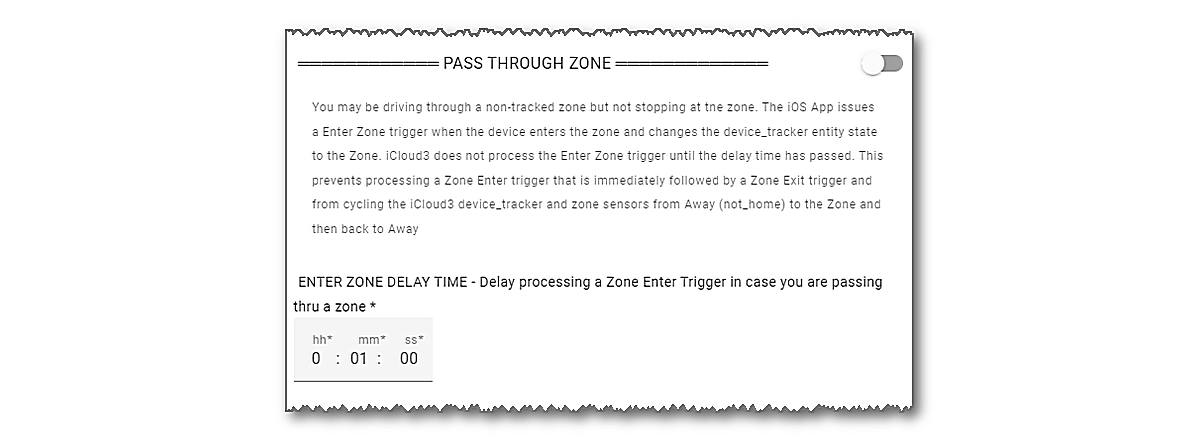 ════════════ PASS THROUGH ZONE ═════════════
You may be driving through a non-tracked zone but not stopping at tne zone. The iOS App issues
a Enter Zone trigger when the device enters the zone and changes the device_tracker entity state
to the Zone. iCloud3 does not process the Enter Zone trigger until the delay time has passed. This
prevents processing a Zone Enter trigger that is immediately followed by a Zone Exit trigger and
from cycling the iCloud3 device_tracker and zone sensors from Away (not_home) to the Zone and
then back to Away
ENTER ZONE DELAY TIME - Delay processing a Zone Enter Trigger in case you are passing
thru a zone *
hh* mm* ss*
0 : 01 : 00